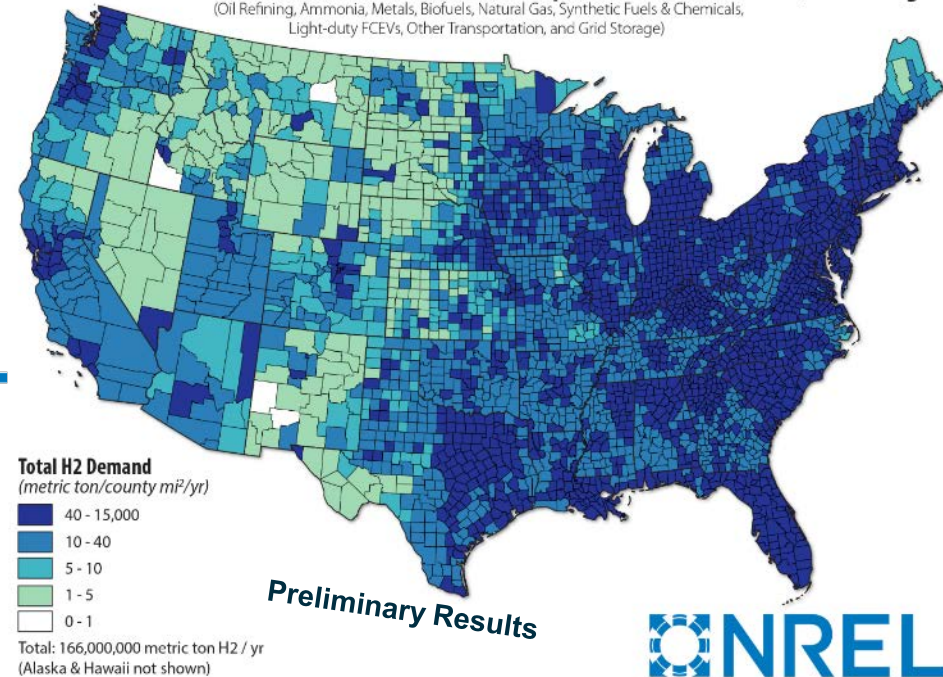 (Oil Refining, Ammonia, Metals, Biofuels, Natural Gas, Synthetic Fuels & Chemicals,
Light-duty FCEVs, Other Transportation, and Grid Storage)
Total H2 Demand
(metric ton/county mi²/yr)
40 - 15,000
10 - 40
5 - 10
1 - 5
0 - 1
Total: 166,000,000 metric ton H2 / yr
(Alaska & Hawaii not shown)
Preliminary Results
NREL